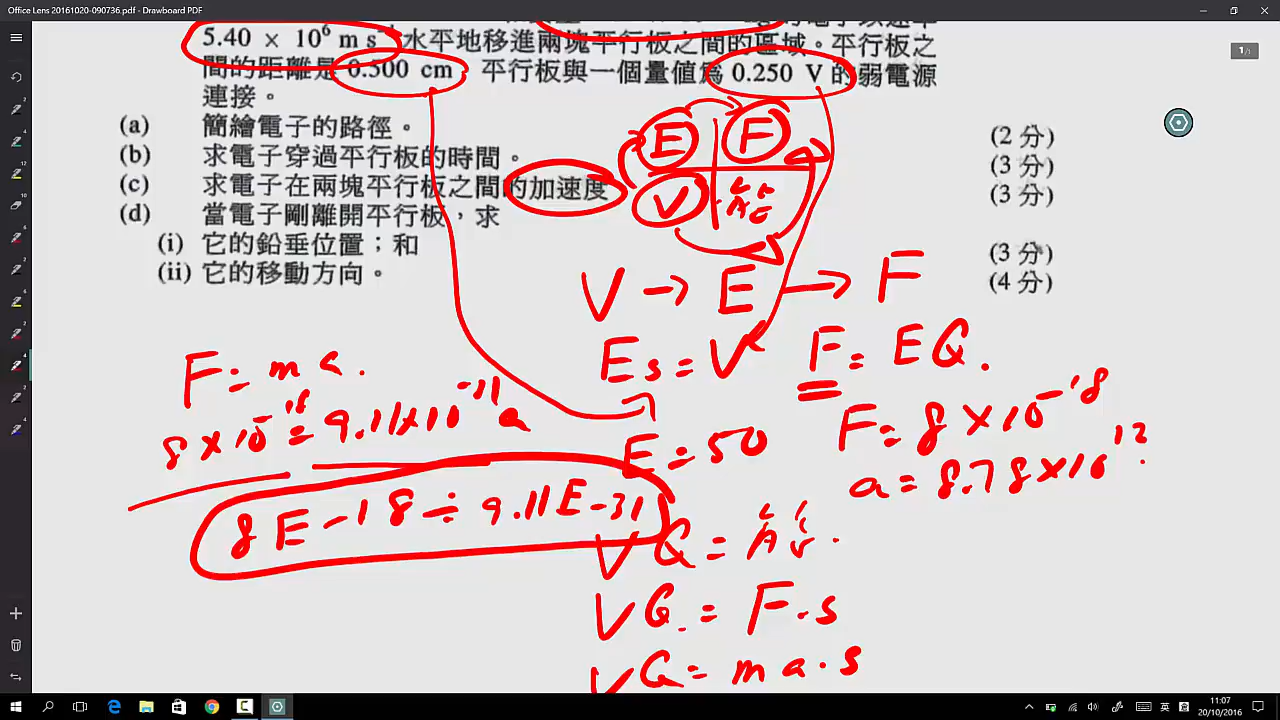 Office Lens 20161020-090736.pdf - Drawboard PDF
1/1
5.40 × 10⁶ m s⁻¹ 水平地移進兩塊平行板之間的區域。平行板之
間的距離是 0.500 cm 平行板與一個量值為 0.250 V 的弱電源
連接。
(a) 簡繪電子的路徑。 (2 分)
(b) 求電子穿過平行板的時間。 (3 分)
(c) 求電子在兩塊平行板之間的加速度 (3 分)
(d) 當電子剛離開平行板，求
(i) 它的鉛垂位置；和 (3 分)
(ii) 它的移動方向。 (4 分)
E F
V
V → E → F
Es = V
F = EQ.
F = ma.
8×10⁻¹⁸ = 9.11×10⁻³¹ a
E = 50
F = 8×10⁻¹⁸
a = 8.78×10¹²
8E-18 ÷ 9.11E-31
VQ =
VQ = F·s
VQ = ma·s
11:07
20/10/2016